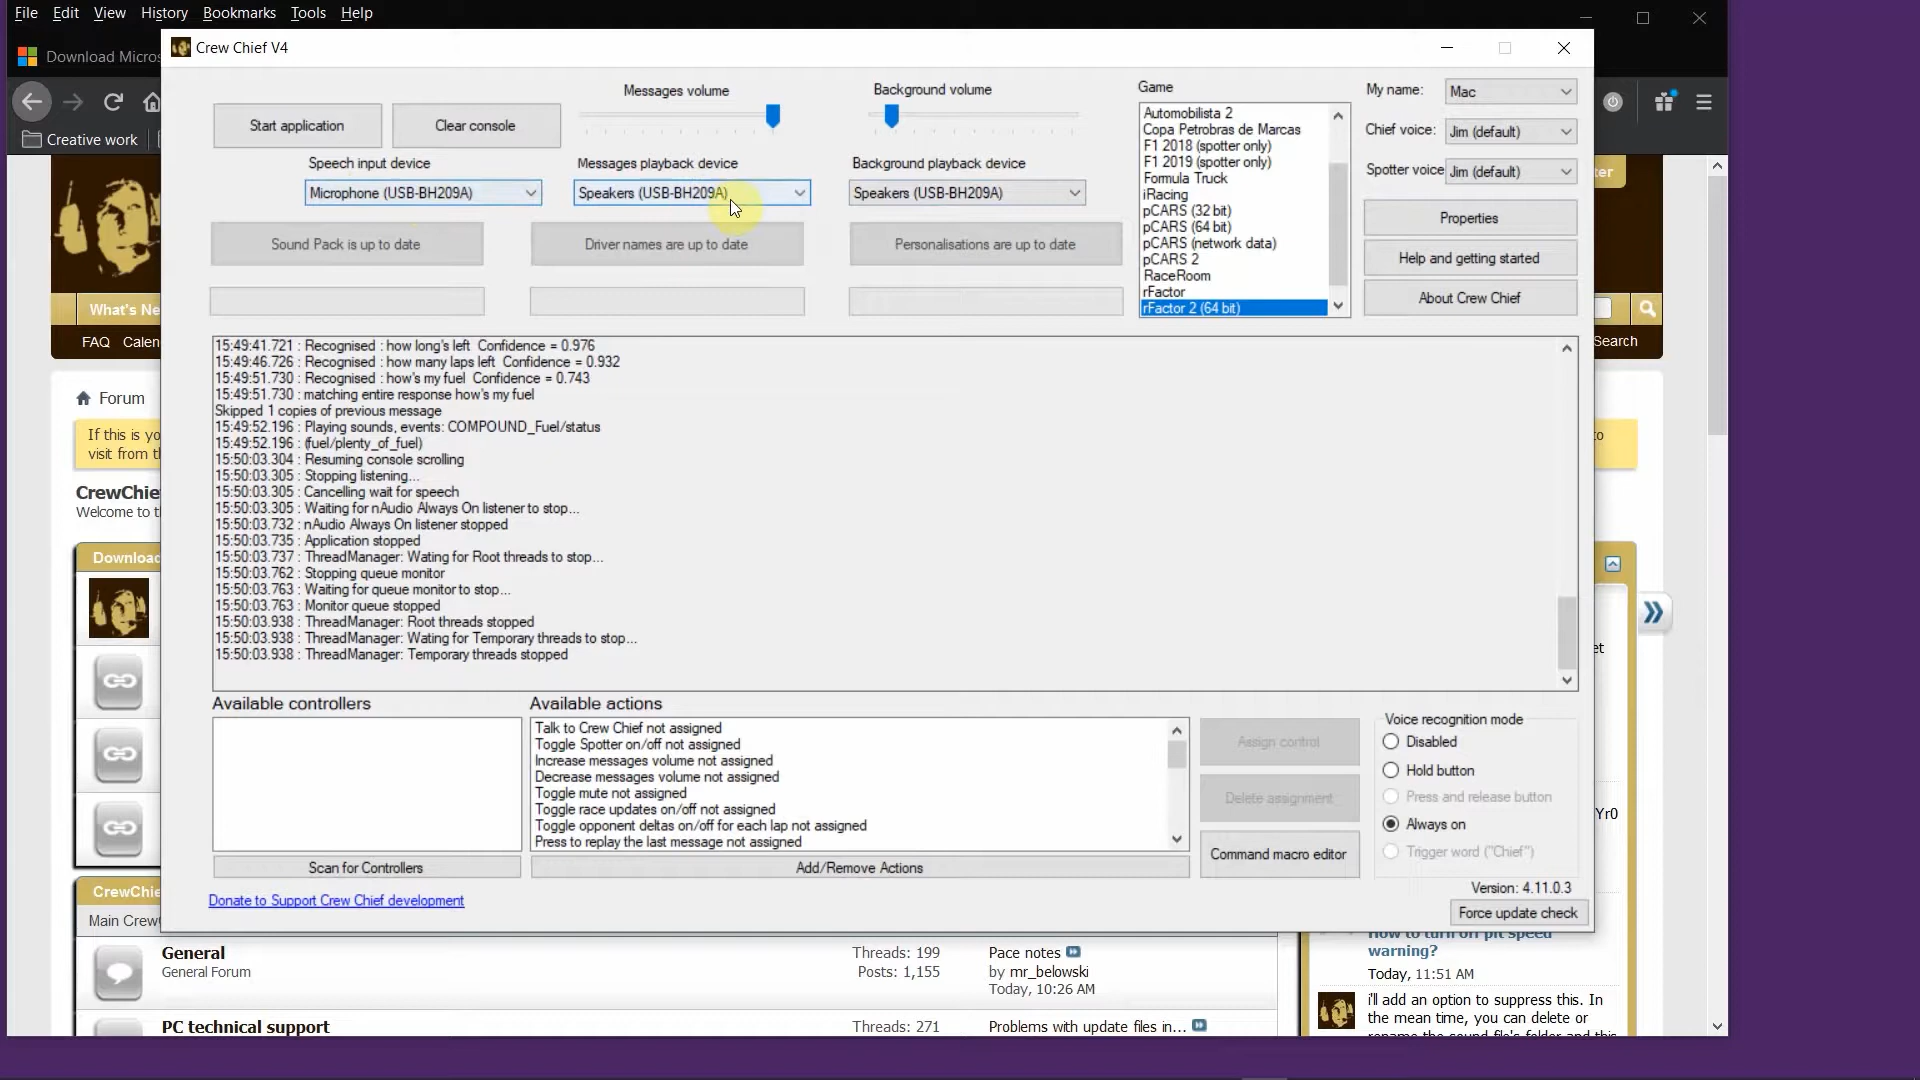 File Edit View History Bookmarks Tools Help
Download Micros
Crew Chief V4
Creative work
Start application
Clear console
Messages volume
Background volume
Speech input device
Messages playback device
Background playback device
Microphone (USB-BH209A)
Speakers (USB-BH209A)
Speakers (USB-BH209A)
Sound Pack is up to date
Driver names are up to date
Personalisations are up to date
Game
Automobilista 2
Copa Petrobras de Marcas
F1 2018 (spotter only)
F1 2019 (spotter only)
Formula Truck
iRacing
pCARS (32 bit)
pCARS (64 bit)
pCARS (network data)
pCARS 2
RaceRoom
rFactor
rFactor 2 (64 bit)
My name: Mac
Chief voice: Jim (default)
Spotter voice Jim (default)
Properties
Help and getting started
About Crew Chief
ter
What's Ne
FAQ Calen
Search
Forum
If this is yo
visit from th
to
CrewChie
Welcome to th
Download
15:49:41.721 : Recognised : how long's left Confidence = 0.976
15:49:46.726 : Recognised : how many laps left Confidence = 0.932
15:49:51.730 : Recognised : how's my fuel Confidence = 0.743
15:49:51.730 : matching entire response how's my fuel
Skipped 1 copies of previous message
15:49:52.196 : Playing sounds, events: COMPOUND_Fuel/status
15:49:52.196 : (fuel/plenty_of_fuel)
15:50:03.304 : Resuming console scrolling
15:50:03.305 : Stopping listening...
15:50:03.305 : Cancelling wait for speech
15:50:03.305 : Waiting for nAudio Always On listener to stop...
15:50:03.732 : nAudio Always On listener stopped
15:50:03.735 : Application stopped
15:50:03.737 : ThreadManager: Wating for Root threads to stop...
15:50:03.762 : Stopping queue monitor
15:50:03.763 : Waiting for queue monitor to stop...
15:50:03.763 : Monitor queue stopped
15:50:03.938 : ThreadManager: Root threads stopped
15:50:03.938 : ThreadManager: Wating for Temporary threads to stop...
15:50:03.938 : ThreadManager: Temporary threads stopped
et
Yr0
Available controllers
Available actions
Talk to Crew Chief not assigned
Toggle Spotter on/off not assigned
Increase messages volume not assigned
Decrease messages volume not assigned
Toggle mute not assigned
Toggle race updates on/off not assigned
Toggle opponent deltas on/off for each lap not assigned
Press to replay the last message not assigned
Scan for Controllers
Add/Remove Actions
Assign control
Delete assignment
Command macro editor
Voice recognition mode
Disabled
Hold button
Press and release button
Always on
Trigger word ("Chief")
Version: 4.11.0.3
Force update check
Donate to Support Crew Chief development
CrewChie
Main Crew
General
General Forum
Threads: 199
Posts: 1,155
Pace notes
by mr_belowski
Today, 10:26 AM
PC technical support
Threads: 271
Problems with update files in...
How to turn off pit speed
warning?
Today, 11:51 AM
i'll add an option to suppress this. In
the mean time, you can delete or
rename the sound file's folder and this